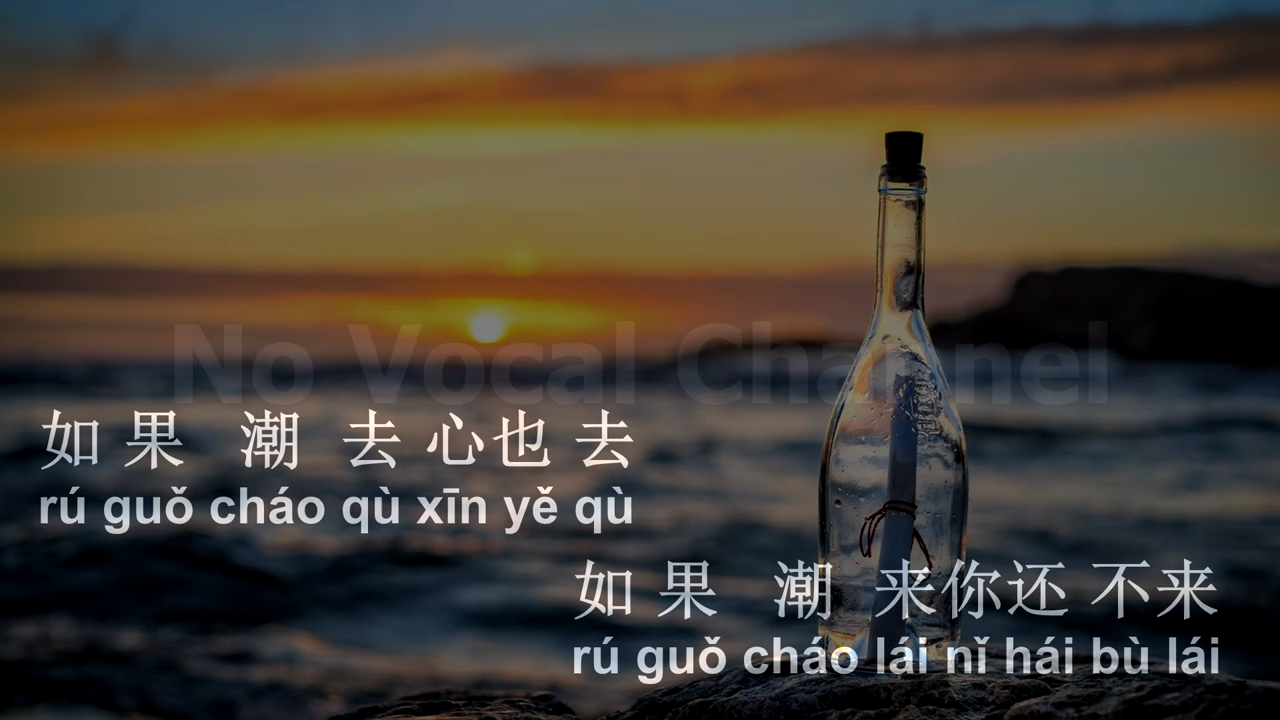 No Vocal Channel
如果 潮 去心也去
rú guǒ cháo qù xīn yě qù
如果 潮 来你还不来
rú guǒ cháo lái nǐ hái bù lái